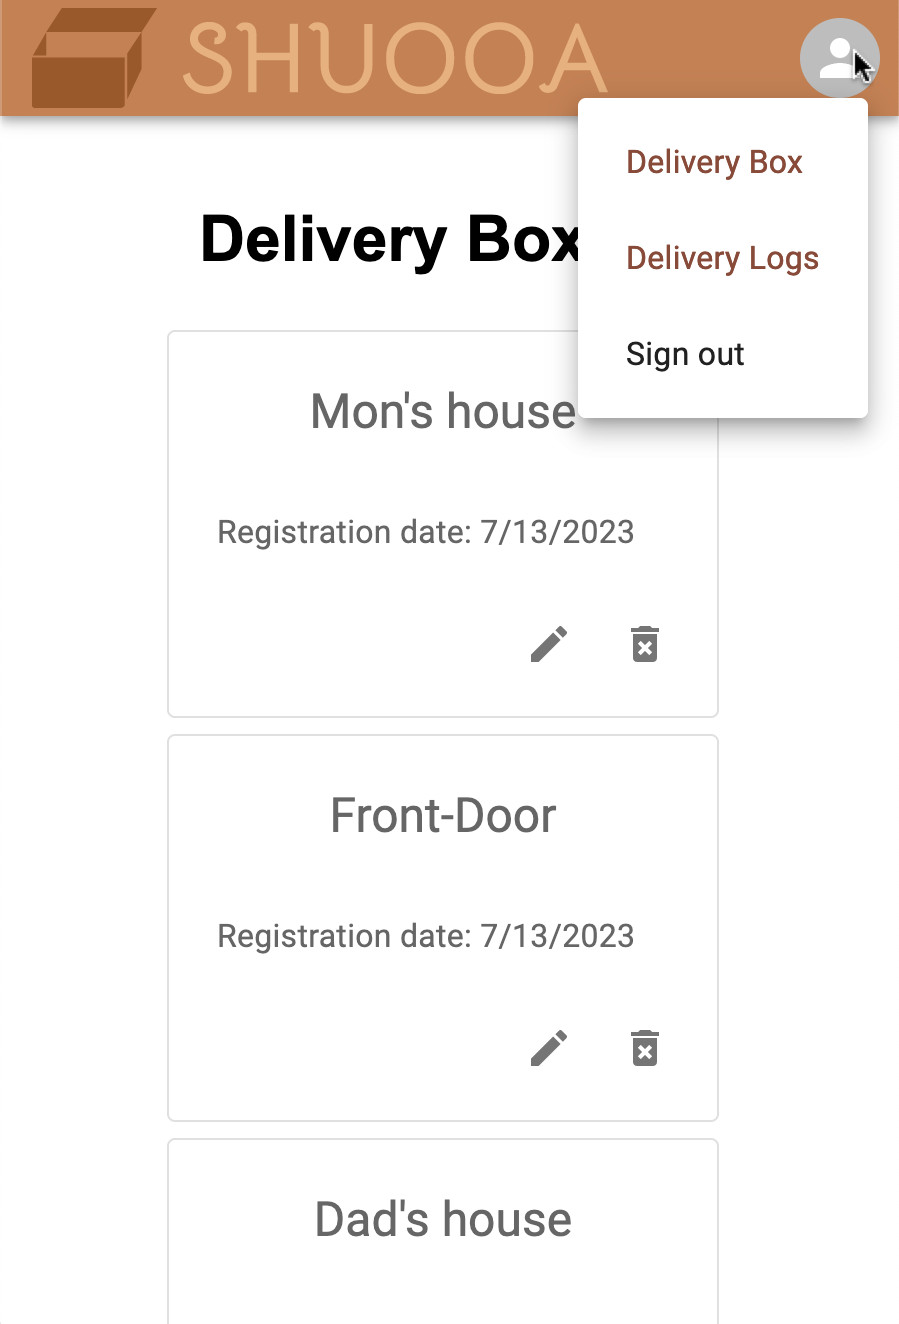 SHUOOA
Delivery Box
Delivery Logs
Sign out
Delivery Box
Mon's house
Registration date: 7/13/2023
Front-Door
Registration date: 7/13/2023
Dad's house